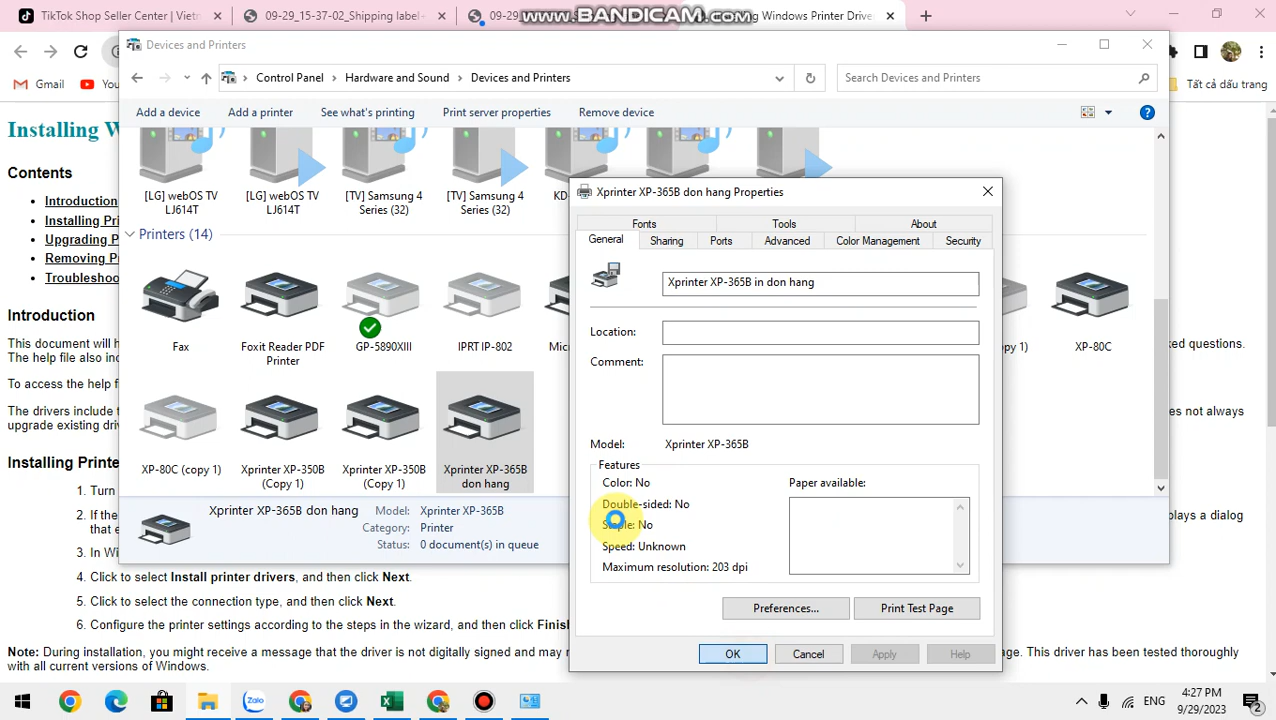 TikTok Shop Seller Center | Vietn
09-29_15-37-02_Shipping label+
09-29
www.BANDICAM.com
ng Windows Printer Drive
Devices and Printers
Gmail
You
Tất cả dấu trang
Control Panel > Hardware and Sound > Devices and Printers
Search Devices and Printers
Add a device
Add a printer
See what's printing
Print server properties
Remove device
Installing W
Contents
Introduction
Installing Pri
Upgrading P
Removing Pr
Troubleshoo
Introduction
This document will h
The help file also inc
To access the help f
The drivers include t
upgrade existing driv
Installing Printe
1. Turn
2. If the
that e
3. In Wi
4. Click to select Install printer drivers, and then click Next.
5. Click to select the connection type, and then click Next.
6. Configure the printer settings according to the steps in the wizard, and then click Finis
Note: During installation, you might receive a message that the driver is not digitally signed and may
with all current versions of Windows.
ked questions.
oes not always
plays a dialog
age. This driver has been tested thoroughly
[LG] webOS TV
LJ614T
[LG] webOS TV
LJ614T
[TV] Samsung 4
Series (32)
[TV] Samsung 4
Series (32)
KD-
Printers (14)
Fax
Foxit Reader PDF
Printer
GP-5890XIII
IPRT IP-802
Mic
py 1)
XP-80C
XP-80C (copy 1)
Xprinter XP-350B
(Copy 1)
Xprinter XP-350B
(Copy 1)
Xprinter XP-365B
don hang
Xprinter XP-365B don hang
Model: Xprinter XP-365B
Category: Printer
Status: 0 document(s) in queue
Xprinter XP-365B don hang Properties
Fonts
Tools
About
General
Sharing
Ports
Advanced
Color Management
Security
Xprinter XP-365B in don hang
Location:
Comment:
Model: Xprinter XP-365B
Features
Color: No
Double-sided: No
Staple: No
Speed: Unknown
Maximum resolution: 203 dpi
Paper available:
Preferences...
Print Test Page
OK
Cancel
Apply
Help
Zalo
ENG
4:27 PM
9/29/2023
2